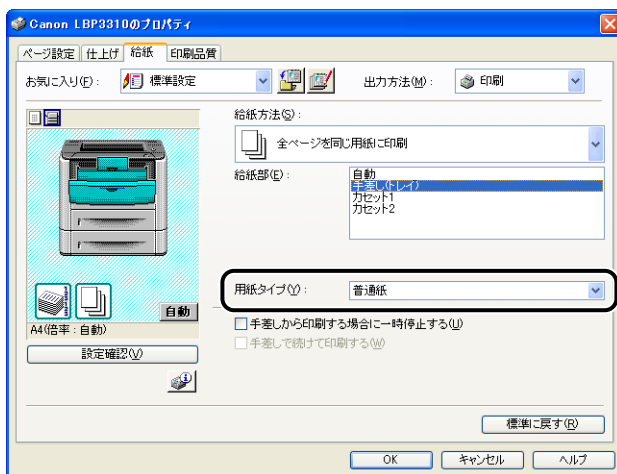 Canon LBP3310のプロパティ
ページ設定 仕上げ 給紙 印刷品質
お気に入り(F): 標準設定 出力方法(M): 印刷
給紙方法(S):
全ページを同じ用紙に印刷
給紙部(E):
自動
手差し(トレイ)
カセット1
カセット2
用紙タイプ(Y): 普通紙
自動
A4(倍率:自動)
手差しから印刷する場合に一時停止する(U)
手差しで続けて印刷する(W)
設定確認(V)
標準に戻す(R)
OK キャンセル ヘルプ